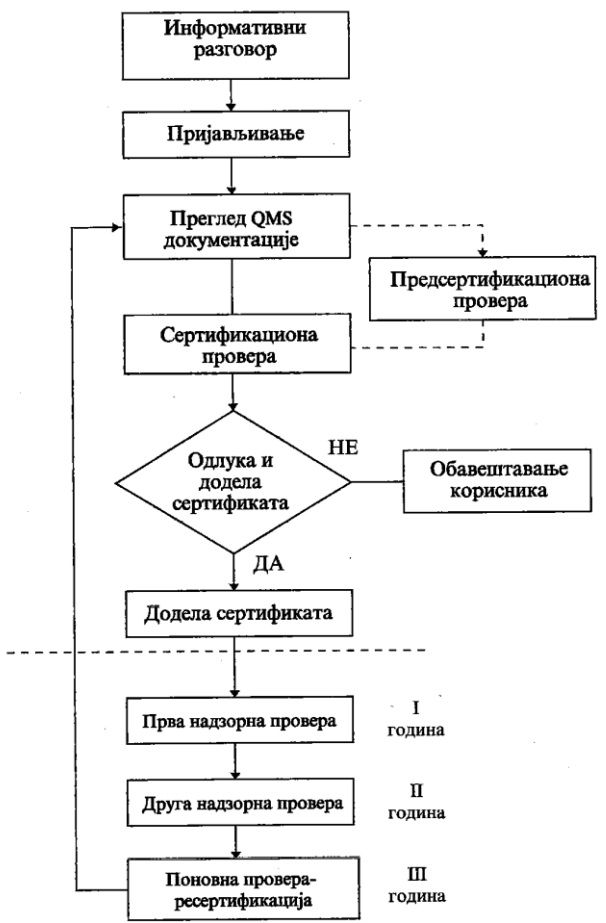 Информативни
разговор
Пријављивање
Преглед QMS
документације
Предсертификациона
провера
Сертификациона
провера
Одлука и
додела
сертификата
НЕ
Обавештавање
корисника
ДА
Додела сертификата
Прва надзорна провера
I
година
Друга надзорна провера
II
година
Поновна провера-
ресертификација
III
година